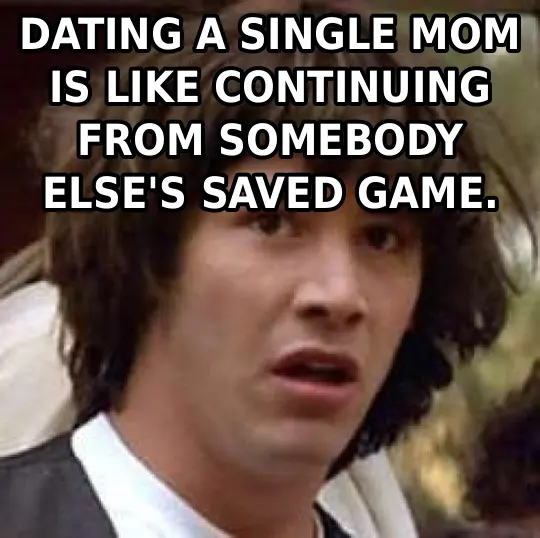 DATING A SINGLE MOM
IS LIKE CONTINUING
FROM SOMEBODY
ELSE'S SAVED GAME.